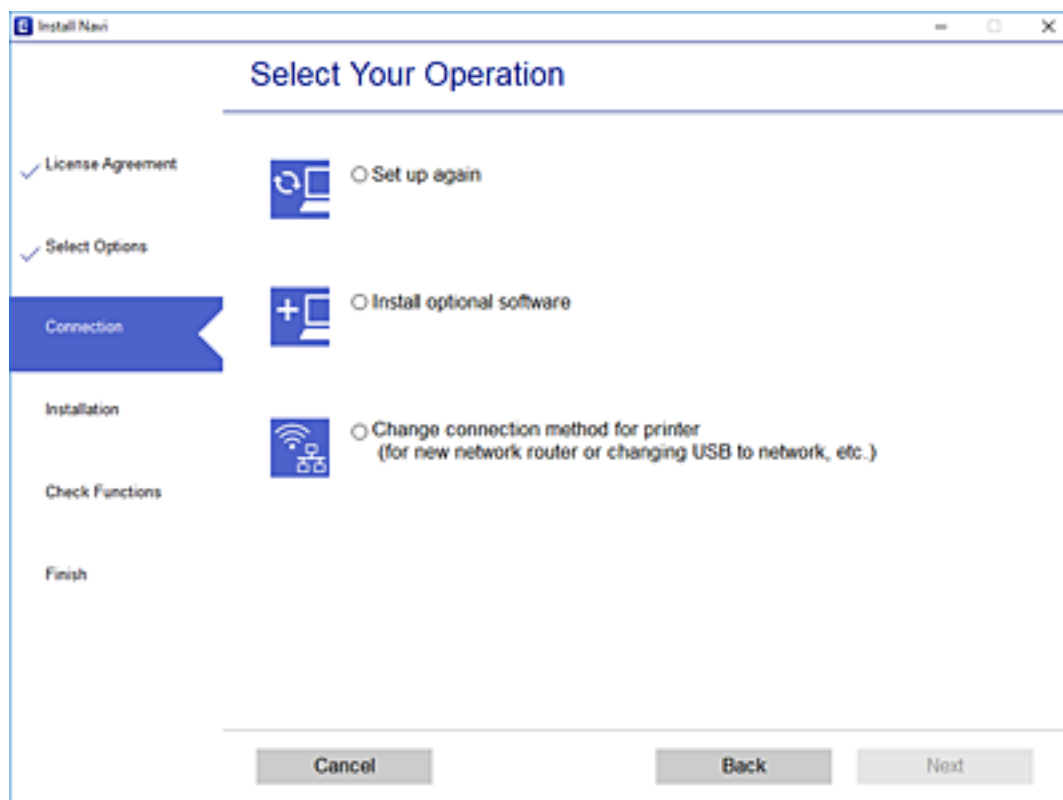 Install Navi
Select Your Operation
License Agreement
Select Options
Connection
Installation
Check Functions
Finish
Set up again
Install optional software
Change connection method for printer
(for new network router or changing USB to network, etc.)
Cancel
Back
Next